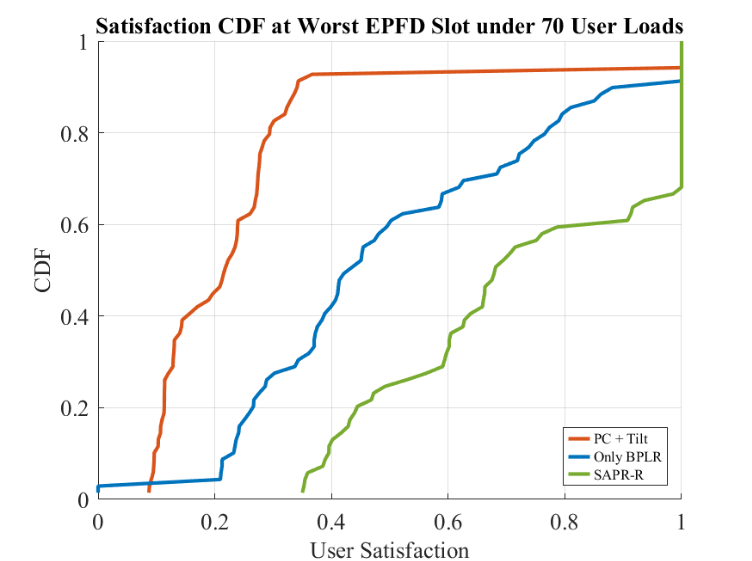 Satisfaction CDF at Worst EPFD Slot under 70 User Loads
CDF
1
0.8
0.6
0.4
0.2
0
0
0.2
0.4
0.6
0.8
1
User Satisfaction
PC + Tilt
Only BPLR
SAPR-R